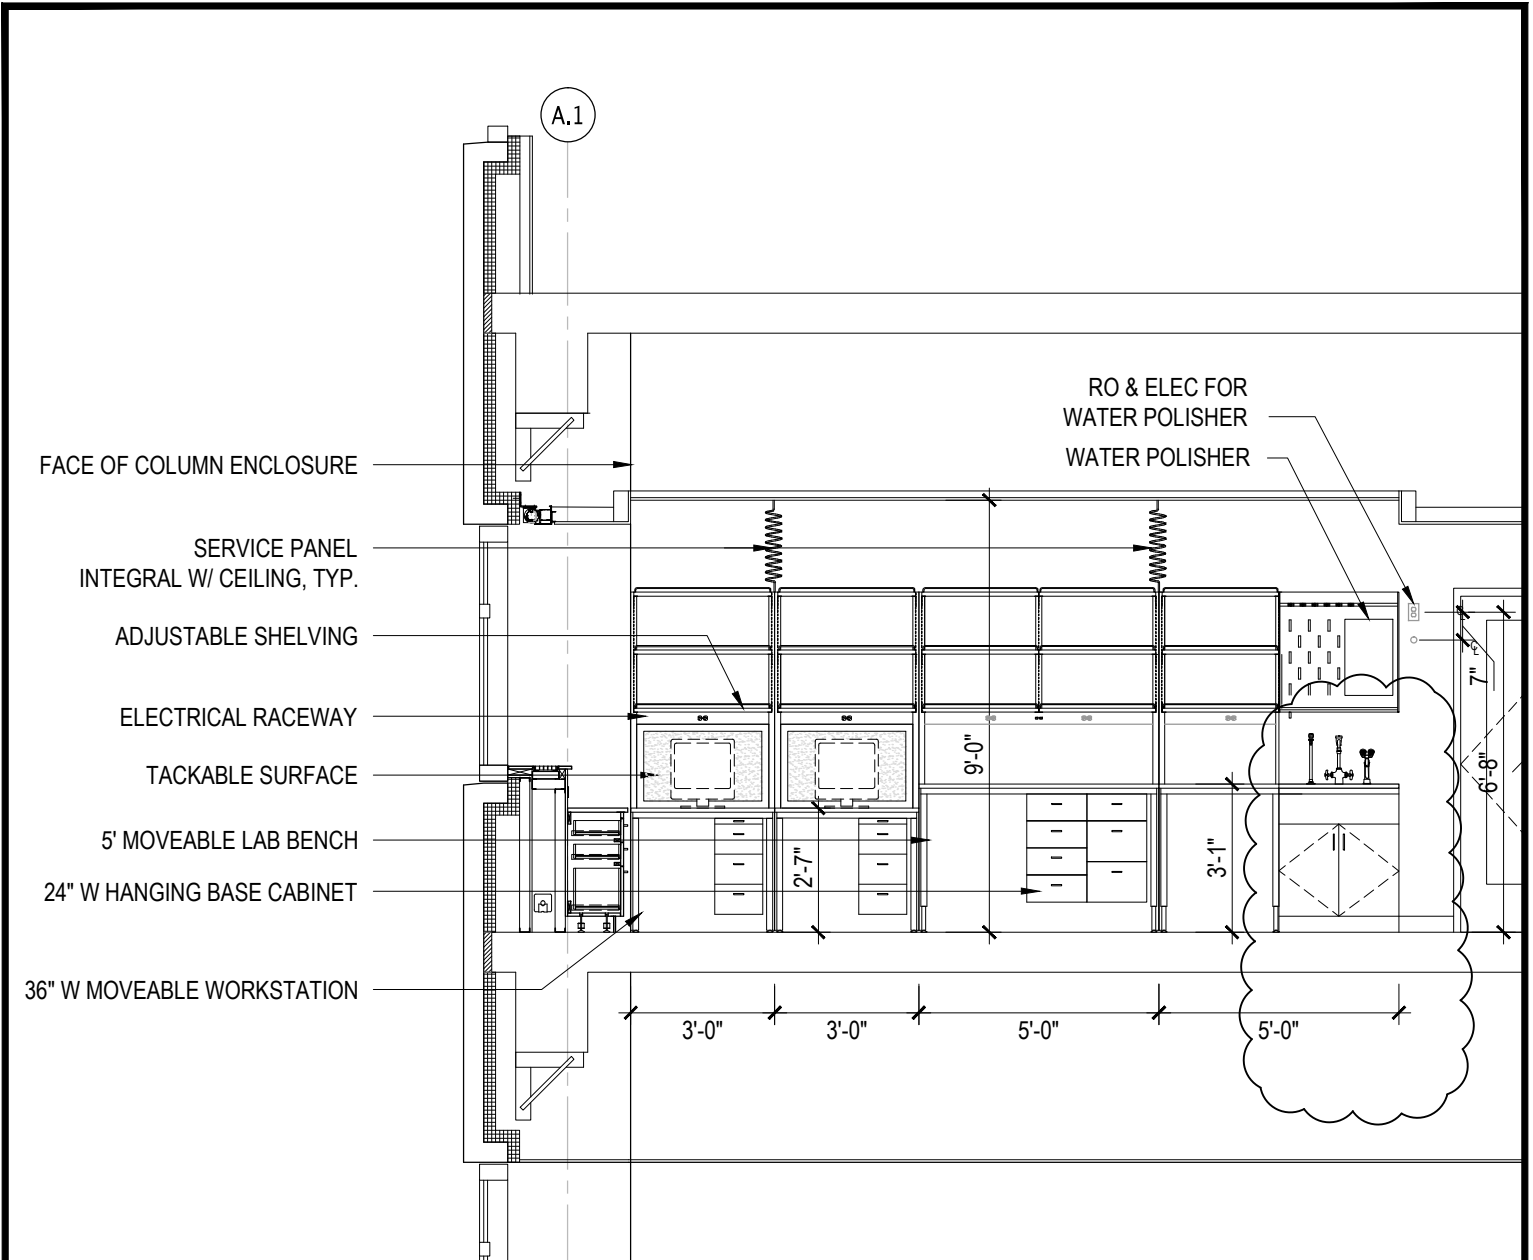 A.1
RO & ELEC FOR
WATER POLISHER
WATER POLISHER
FACE OF COLUMN ENCLOSURE
SERVICE PANEL
INTEGRAL W/ CEILING, TYP.
ADJUSTABLE SHELVING
ELECTRICAL RACEWAY
TACKABLE SURFACE
5' MOVEABLE LAB BENCH
24" W HANGING BASE CABINET
36" W MOVEABLE WORKSTATION
7"
9'-0"
6'-8"
2'-7"
3'-1"
3'-0"
3'-0"
5'-0"
5'-0"